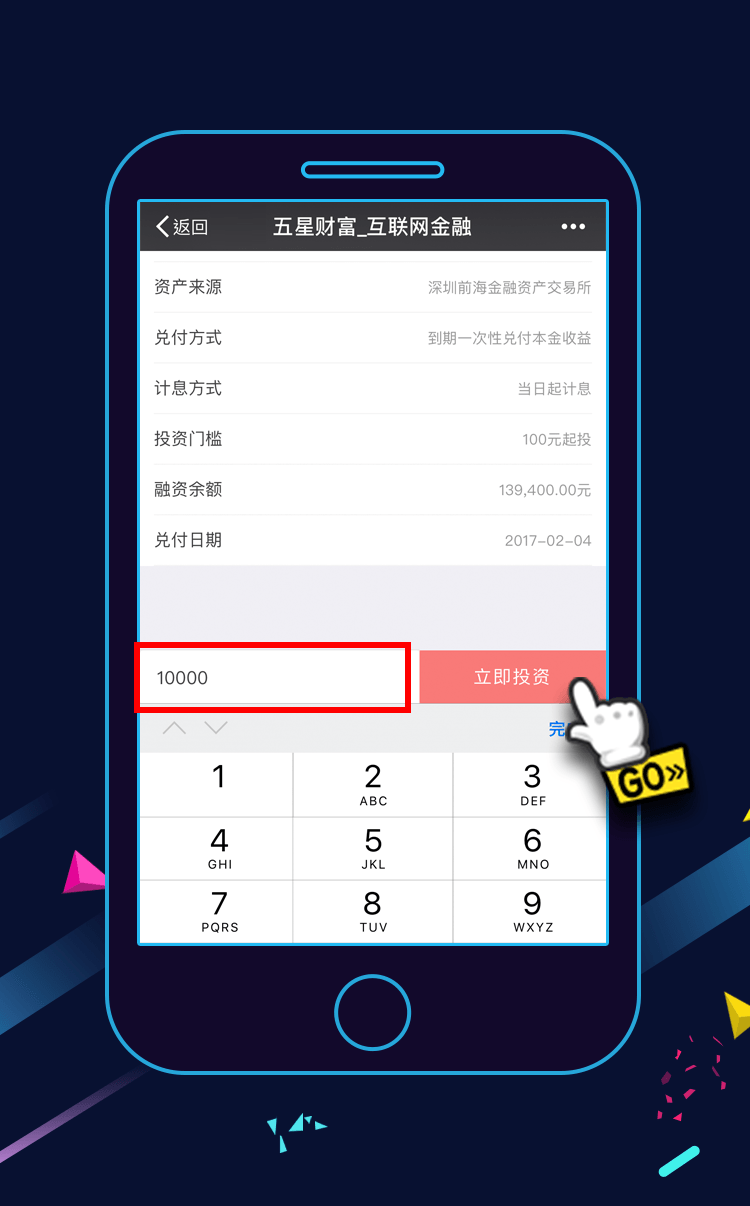 返回 五星财富_互联网金融
资产来源 深圳前海金融资产交易所
兑付方式 到期一次性兑付本金收益
计息方式 当日起计息
投资门槛 100元起投
融资余额 139,400.00元
兑付日期 2017-02-04
10000 立即投资
完
GO»
1 2 3
ABC DEF
4 5 6
GHI JKL MNO
7 8 9
PQRS TUV WXYZ